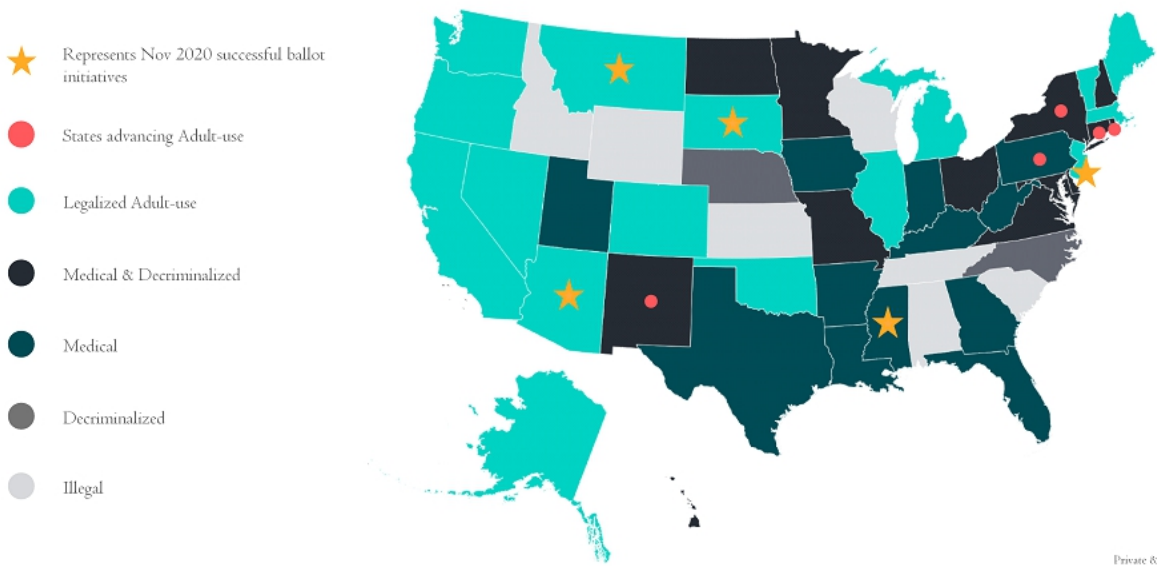 Represents Nov 2020 successful ballot
initiatives
States advancing Adult-use
Legalized Adult-use
Medical & Decriminalized
Medical
Decriminalized
Illegal
Private &